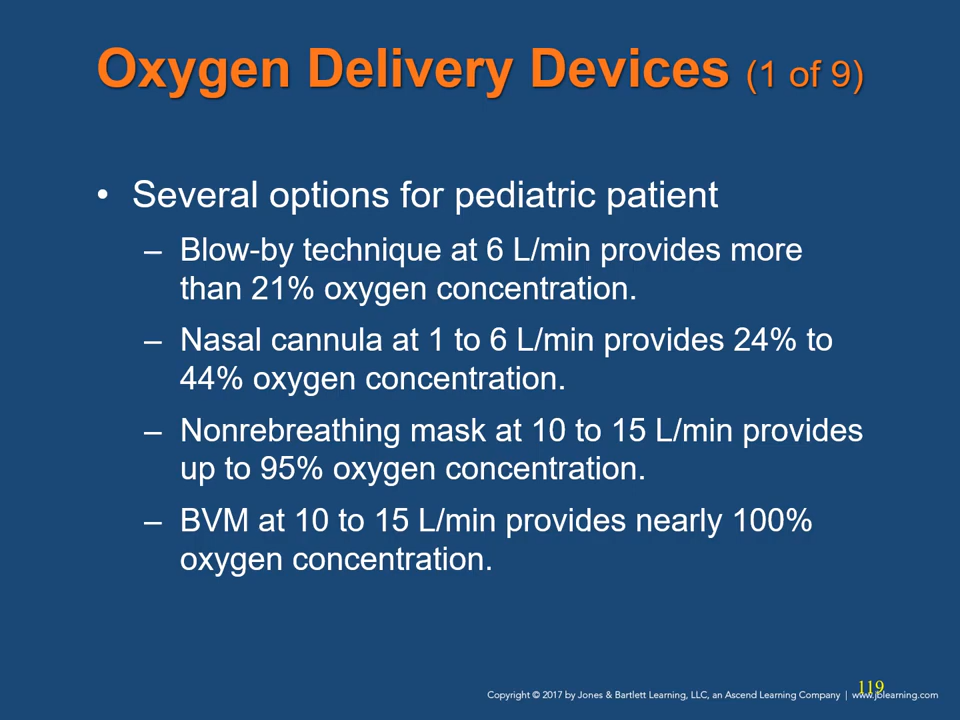 Oxygen Delivery Devices (1 of 9)
• Several options for pediatric patient
– Blow-by technique at 6 L/min provides more
than 21% oxygen concentration.
– Nasal cannula at 1 to 6 L/min provides 24% to
44% oxygen concentration.
– Nonrebreathing mask at 10 to 15 L/min provides
up to 95% oxygen concentration.
– BVM at 10 to 15 L/min provides nearly 100%
oxygen concentration.
119
Copyright © 2017 by Jones & Bartlett Learning, LLC, an Ascend Learning Company | www.jblearning.com